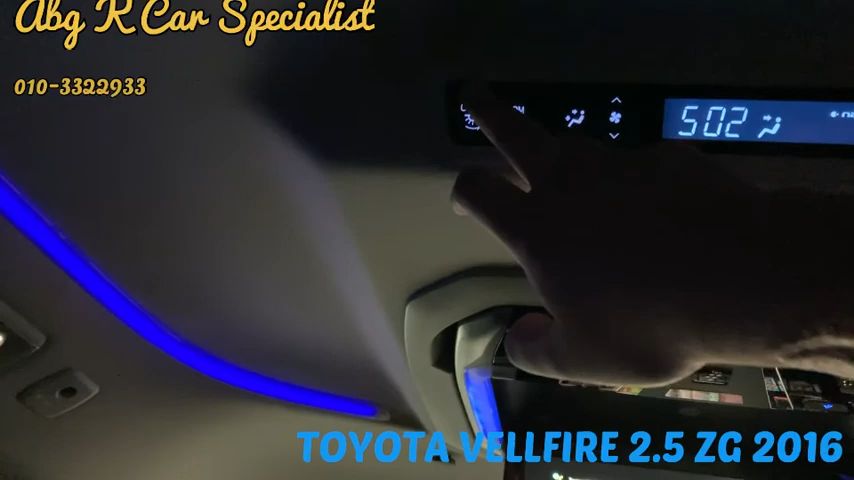 Abg R Car Specialist
010-3322933
502
TOYOTA VELLFIRE 2.5 ZG 2016